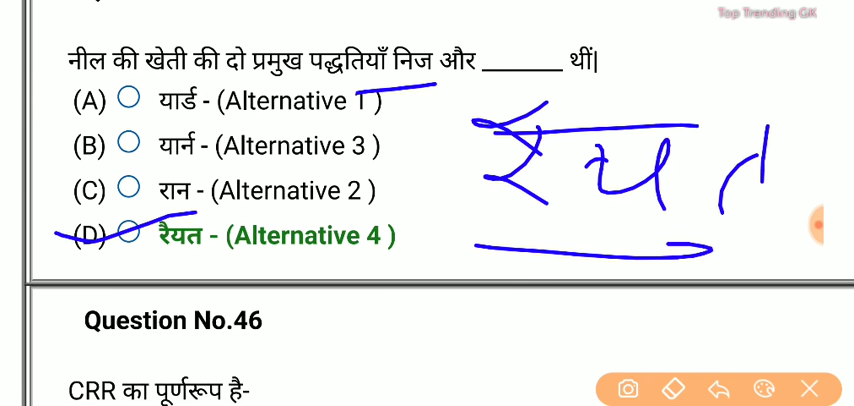 Top Trending GK
नील की खेती की दो प्रमुख पद्धतियाँ निज और ________ थीं|
(A) यार्ड - (Alternative 1 )
(B) यार्न - (Alternative 3 )
(C) रान - (Alternative 2 )
(D) रैयत - (Alternative 4 )
रैयत
Question No.46
CRR का पूर्णरूप है-